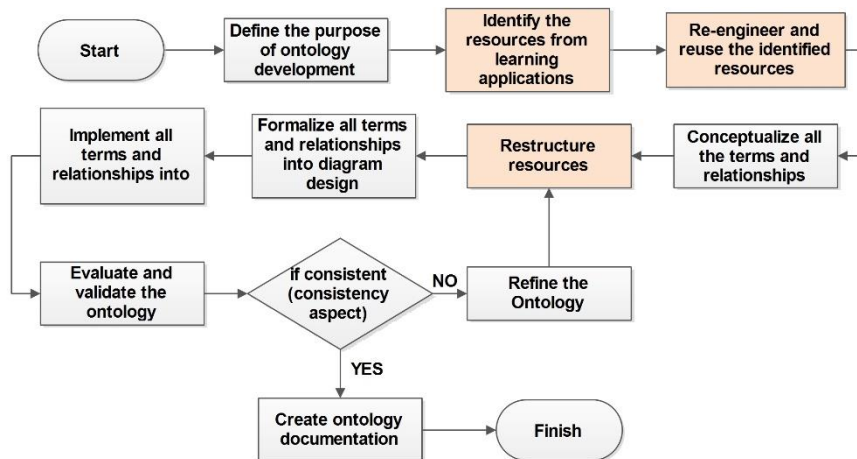 Start
Define the purpose
of ontology
development
Identify the
resources from
learning
applications
Re-engineer and
reuse the identified
resources
Implement all
terms and
relationships into
Formalize all terms
and relationships
into diagram
design
Restructure
resources
Conceptualize all
the terms and
relationships
Evaluate and
validate the
ontology
if consistent
(consistency
aspect)
NO
Refine the
Ontology
YES
Create ontology
documentation
Finish